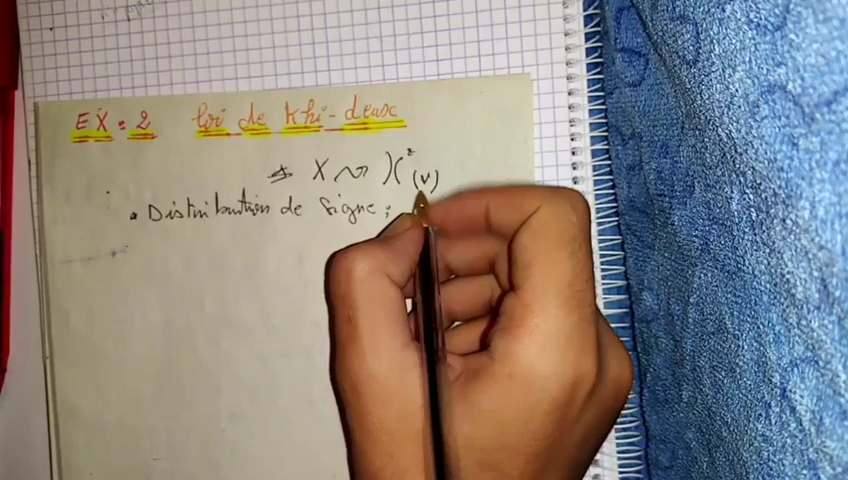 EX: 2 loi de Khi-deux
X ⤳ χ² (ν)
• Distribution de Signe :